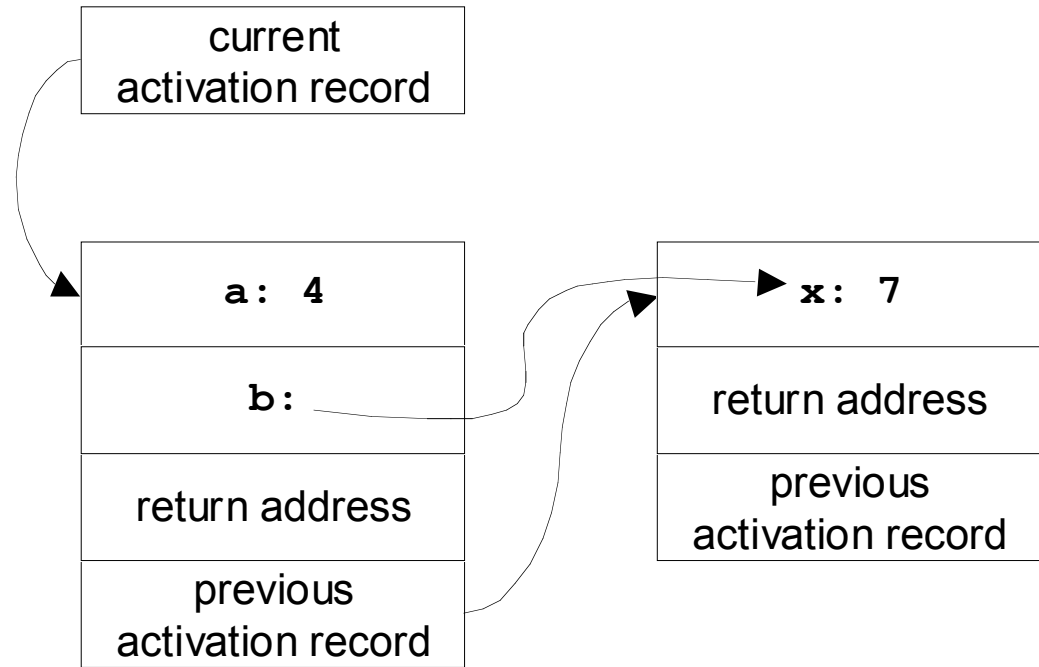 current
activation record
a: 4
b:
return address
previous
activation record
x: 7
return address
previous
activation record